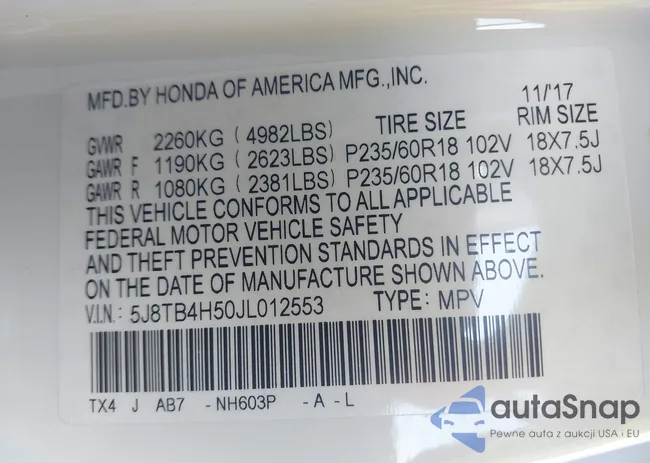 MFD.BY HONDA OF AMERICA MFG.,INC.
11/17
TIRE SIZE RIM SIZE
GVWR 2260KG ( 4982LBS)
GAWR F 1190KG ( 2623LBS) P235/60R18 102V 18X7.5J
GAWR R 1080KG ( 2381LBS) P235/60R18 102V 18X7.5J
THIS VEHICLE CONFORMS TO ALL APPLICABLE
FEDERAL MOTOR VEHICLE SAFETY
AND THEFT PREVENTION STANDARDS IN EFFECT
ON THE DATE OF MANUFACTURE SHOWN ABOVE.
V.I.N.: 5J8TB4H50JL012553 TYPE: MPV
TX4 J AB7 -NH603P -A-L
autaSnap
Pewne auta z aukcji USA i EU